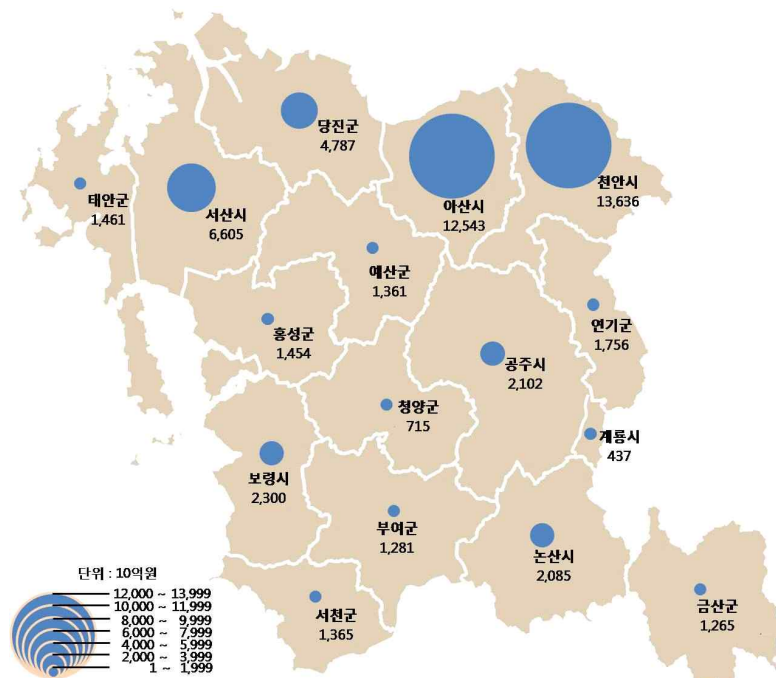 당진군
4,787
천안시
13,636
태안군
1,461
서산시
6,605
아산시
12,543
예산군
1,361
홍성군
1,454
연기군
1,756
공주시
2,102
청양군
715
계룡시
437
보령시
2,300
부여군
1,281
논산시
2,085
서천군
1,365
금산군
1,265
단위 : 10억원
12,000 ~ 13,999
10,000 ~ 11,999
8,000 ~ 9,999
6,000 ~ 7,999
4,000 ~ 5,999
2,000 ~ 3,999
1 ~ 1,999